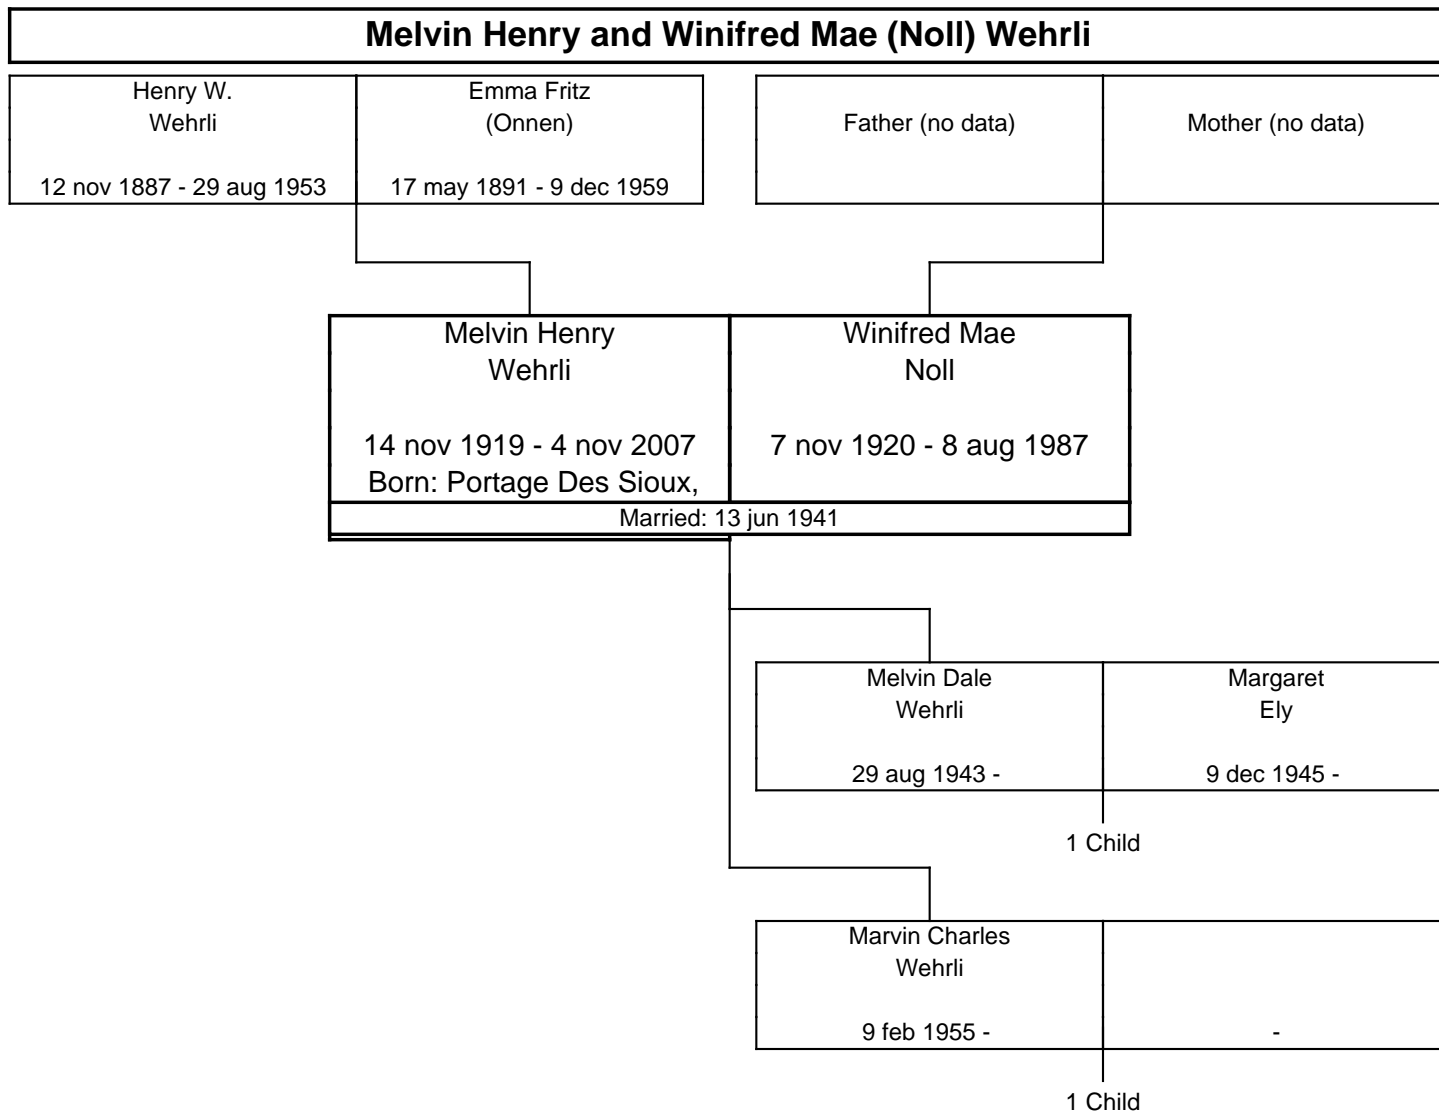 Melvin Henry and Winifred Mae (Noll) Wehrli
Henry W.
Wehrli
12 nov 1887 - 29 aug 1953
Emma Fritz
(Onnen)
17 may 1891 - 9 dec 1959
Father (no data)
Mother (no data)
Melvin Henry
Wehrli
14 nov 1919 - 4 nov 2007
Born: Portage Des Sioux,
Winifred Mae
Noll
7 nov 1920 - 8 aug 1987
Married: 13 jun 1941
Melvin Dale
Wehrli
29 aug 1943 -
Margaret
Ely
9 dec 1945 -
1 Child
Marvin Charles
Wehrli
9 feb 1955 -
-
1 Child